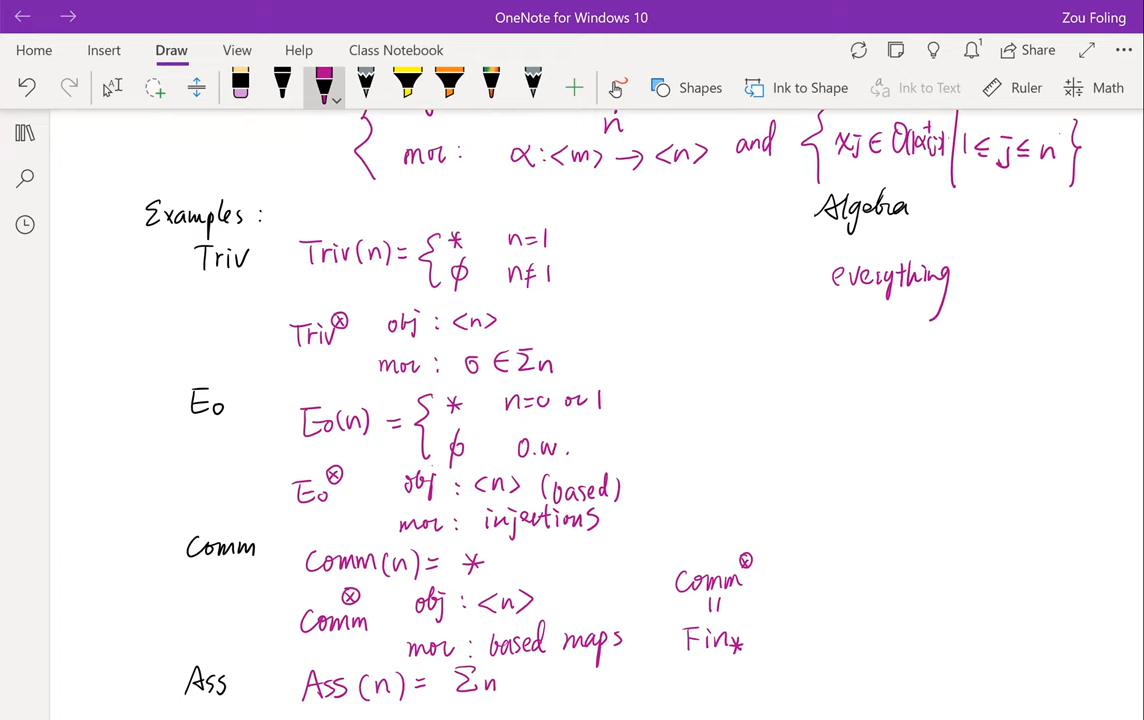 OneNote for Windows 10
Zou Foling
Home Insert Draw View Help Class Notebook
1 Share
Shapes Ink to Shape Ink to Text Ruler Math
n
mor : α : <m> → <n> and { xj ∈ | 1 ≤ j ≤ n }
Examples :
Algebra
Triv Triv(n) = { * n=1
∅ n≠1
everything
Triv⊗ obj : <n>
mor : σ ∈ Σn
E₀ E₀(n) = { * n=0 or 1
∅ o.w.
E₀⊗ obj : <n> (based)
mor : injections
Comm Comm(n) = *
Comm⊗ obj : <n>
mor : based maps
Comm⊗
||
Fin*
Ass Ass(n) = Σn